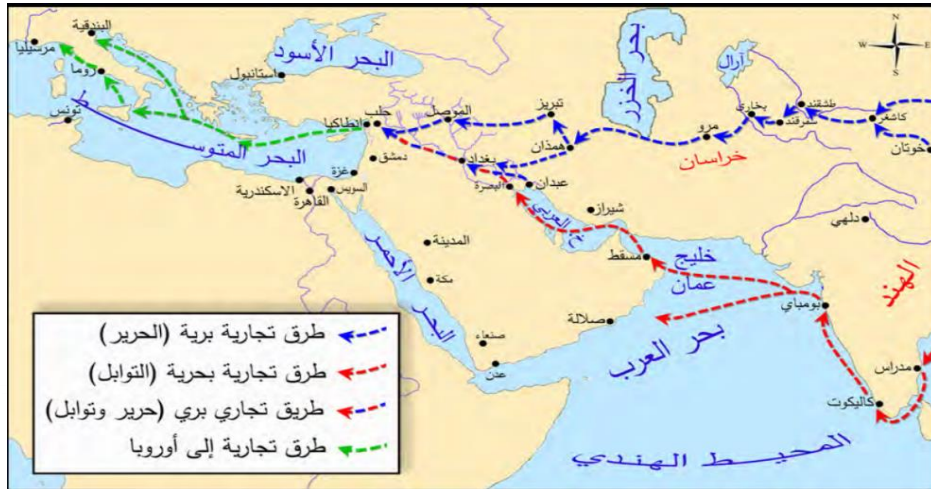 البندقية
مرسيليا
روما
تونس
البحر المتوسط
البحر الأسود
استانبول
بحر الخزر
آرال
N
W
E
S
طشقند
بخارى
سمرقند
كاشغر
خوتان
مرو
خراسان
تبريز
همذان
الموصل
حلب
انطاكيا
دمشق
بغداد
عبدان
البصرة
غزة
الاسكندرية
القاهرة
السويس
خ العربي
شيراز
دلهي
الهند
المدينة
مكة
البحر الأحمر
مسقط
خليج
عمان
بومباي
صلالة
بحر العرب
صنعاء
عدن
مدراس
كاليكوت
المحيط الهندي
طرق تجارية برية (الحرير)
طرق تجارية بحرية (التوابل)
طريق تجاري بري (حرير وتوابل)
طرق تجارية إلى أوروبا